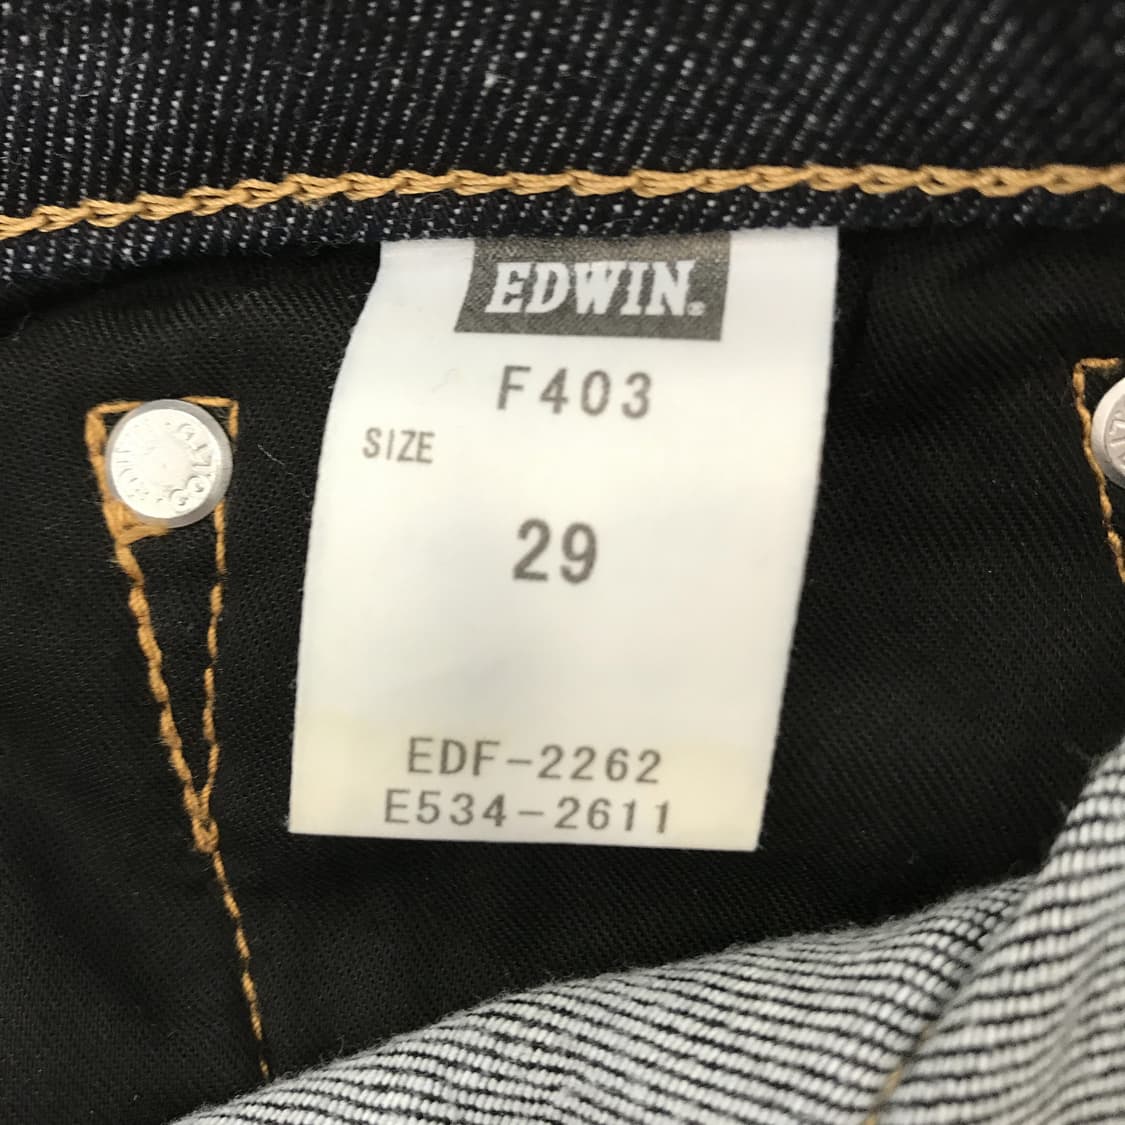 EDWIN®
F403
SIZE
29
EDF-2262
E534-2611